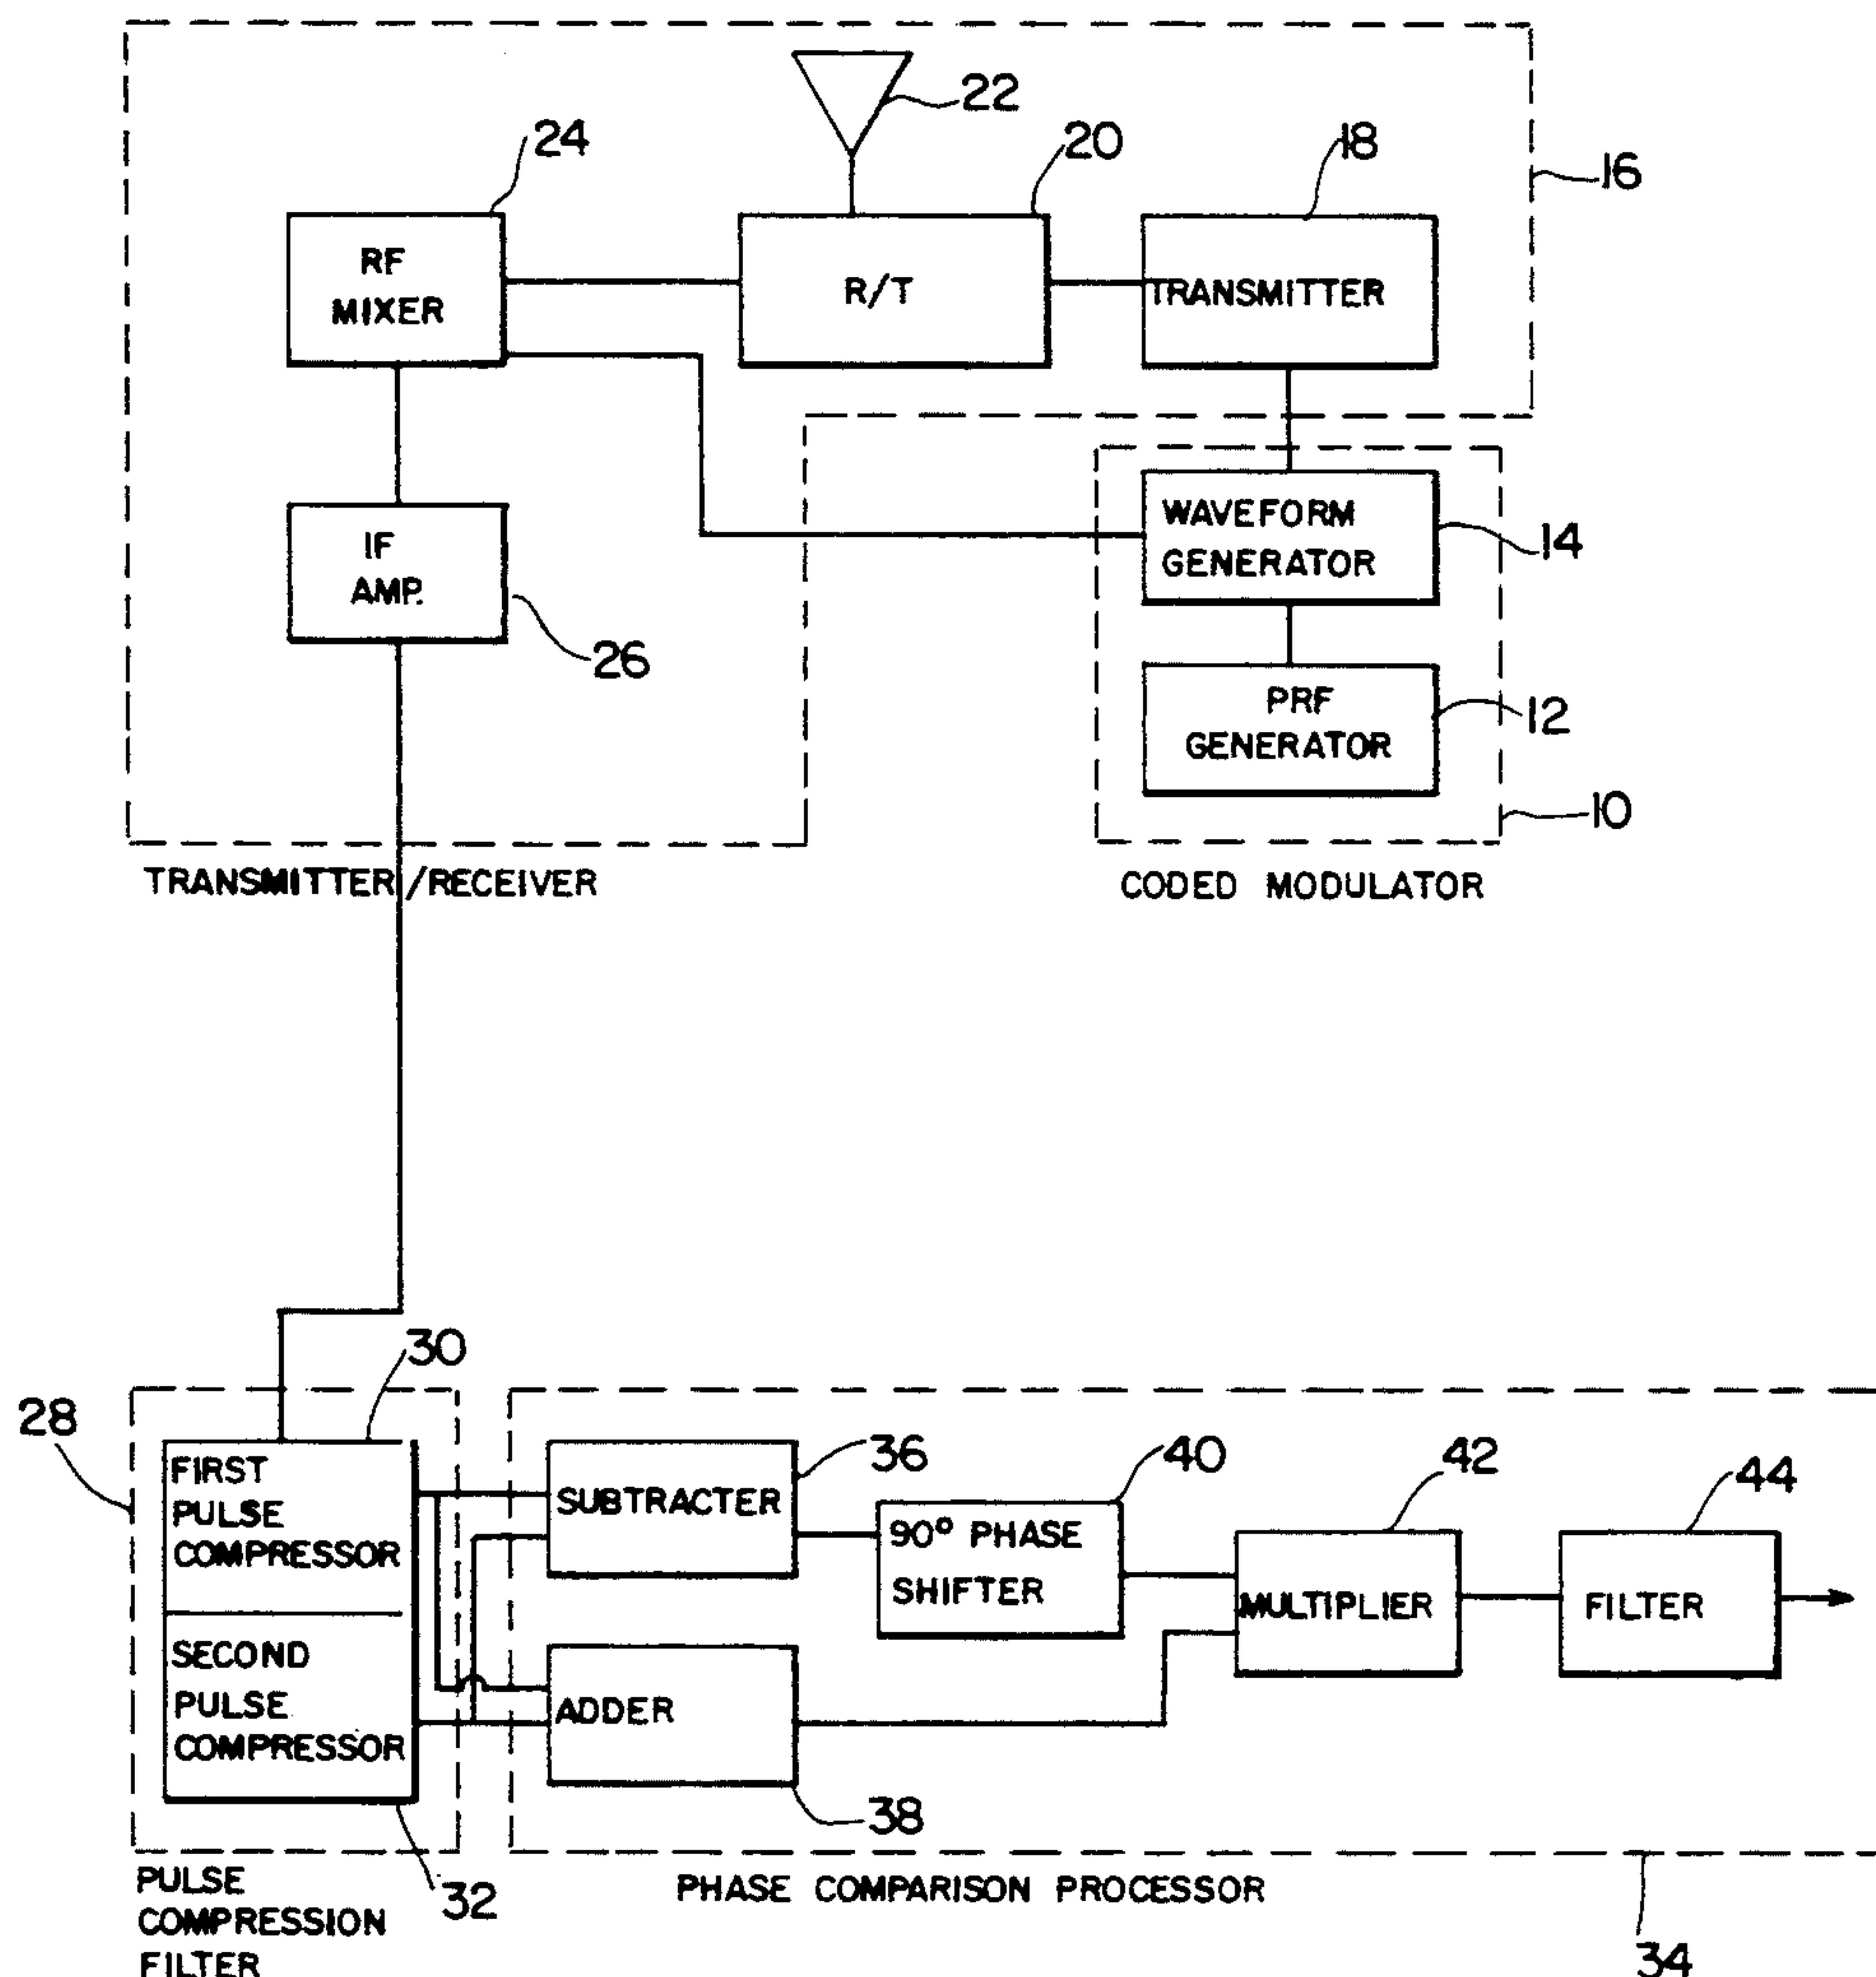 22
24
20
18
16
RF
MIXER
R/T
TRANSMITTER
WAVEFORM
GENERATOR
14
IF
AMP.
26
PRF
GENERATOR
12
10
TRANSMITTER/RECEIVER
CODED MODULATOR
30
28
FIRST
PULSE
COMPRESSOR
SUBTRACTER
36
40
90° PHASE
SHIFTER
42
44
MULTIPLIER
FILTER
SECOND
PULSE
COMPRESSOR
ADDER
38
PULSE
COMPRESSION
FILTER
32
PHASE COMPARISON PROCESSOR
34